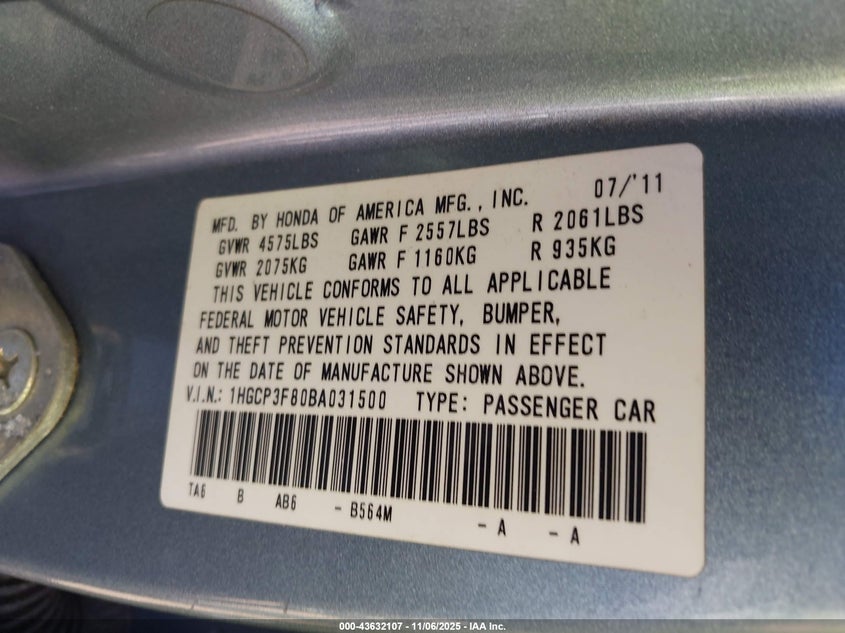 07/'11
MFD. BY HONDA OF AMERICA MFG., INC.
GVWR 4575LBS GAWR F 2557LBS R 2061LBS
GVWR 2075KG GAWR F 1160KG R 935KG
THIS VEHICLE CONFORMS TO ALL APPLICABLE
FEDERAL MOTOR VEHICLE SAFETY, BUMPER,
AND THEFT PREVENTION STANDARDS IN EFFECT
ON THE DATE OF MANUFACTURE SHOWN ABOVE.
V.I.N.: 1HGCP3F80BA031500 TYPE: PASSENGER CAR
TA6 B AB6 - B564M - A - A
000-43632107 - 11/06/2025 - IAA Inc.